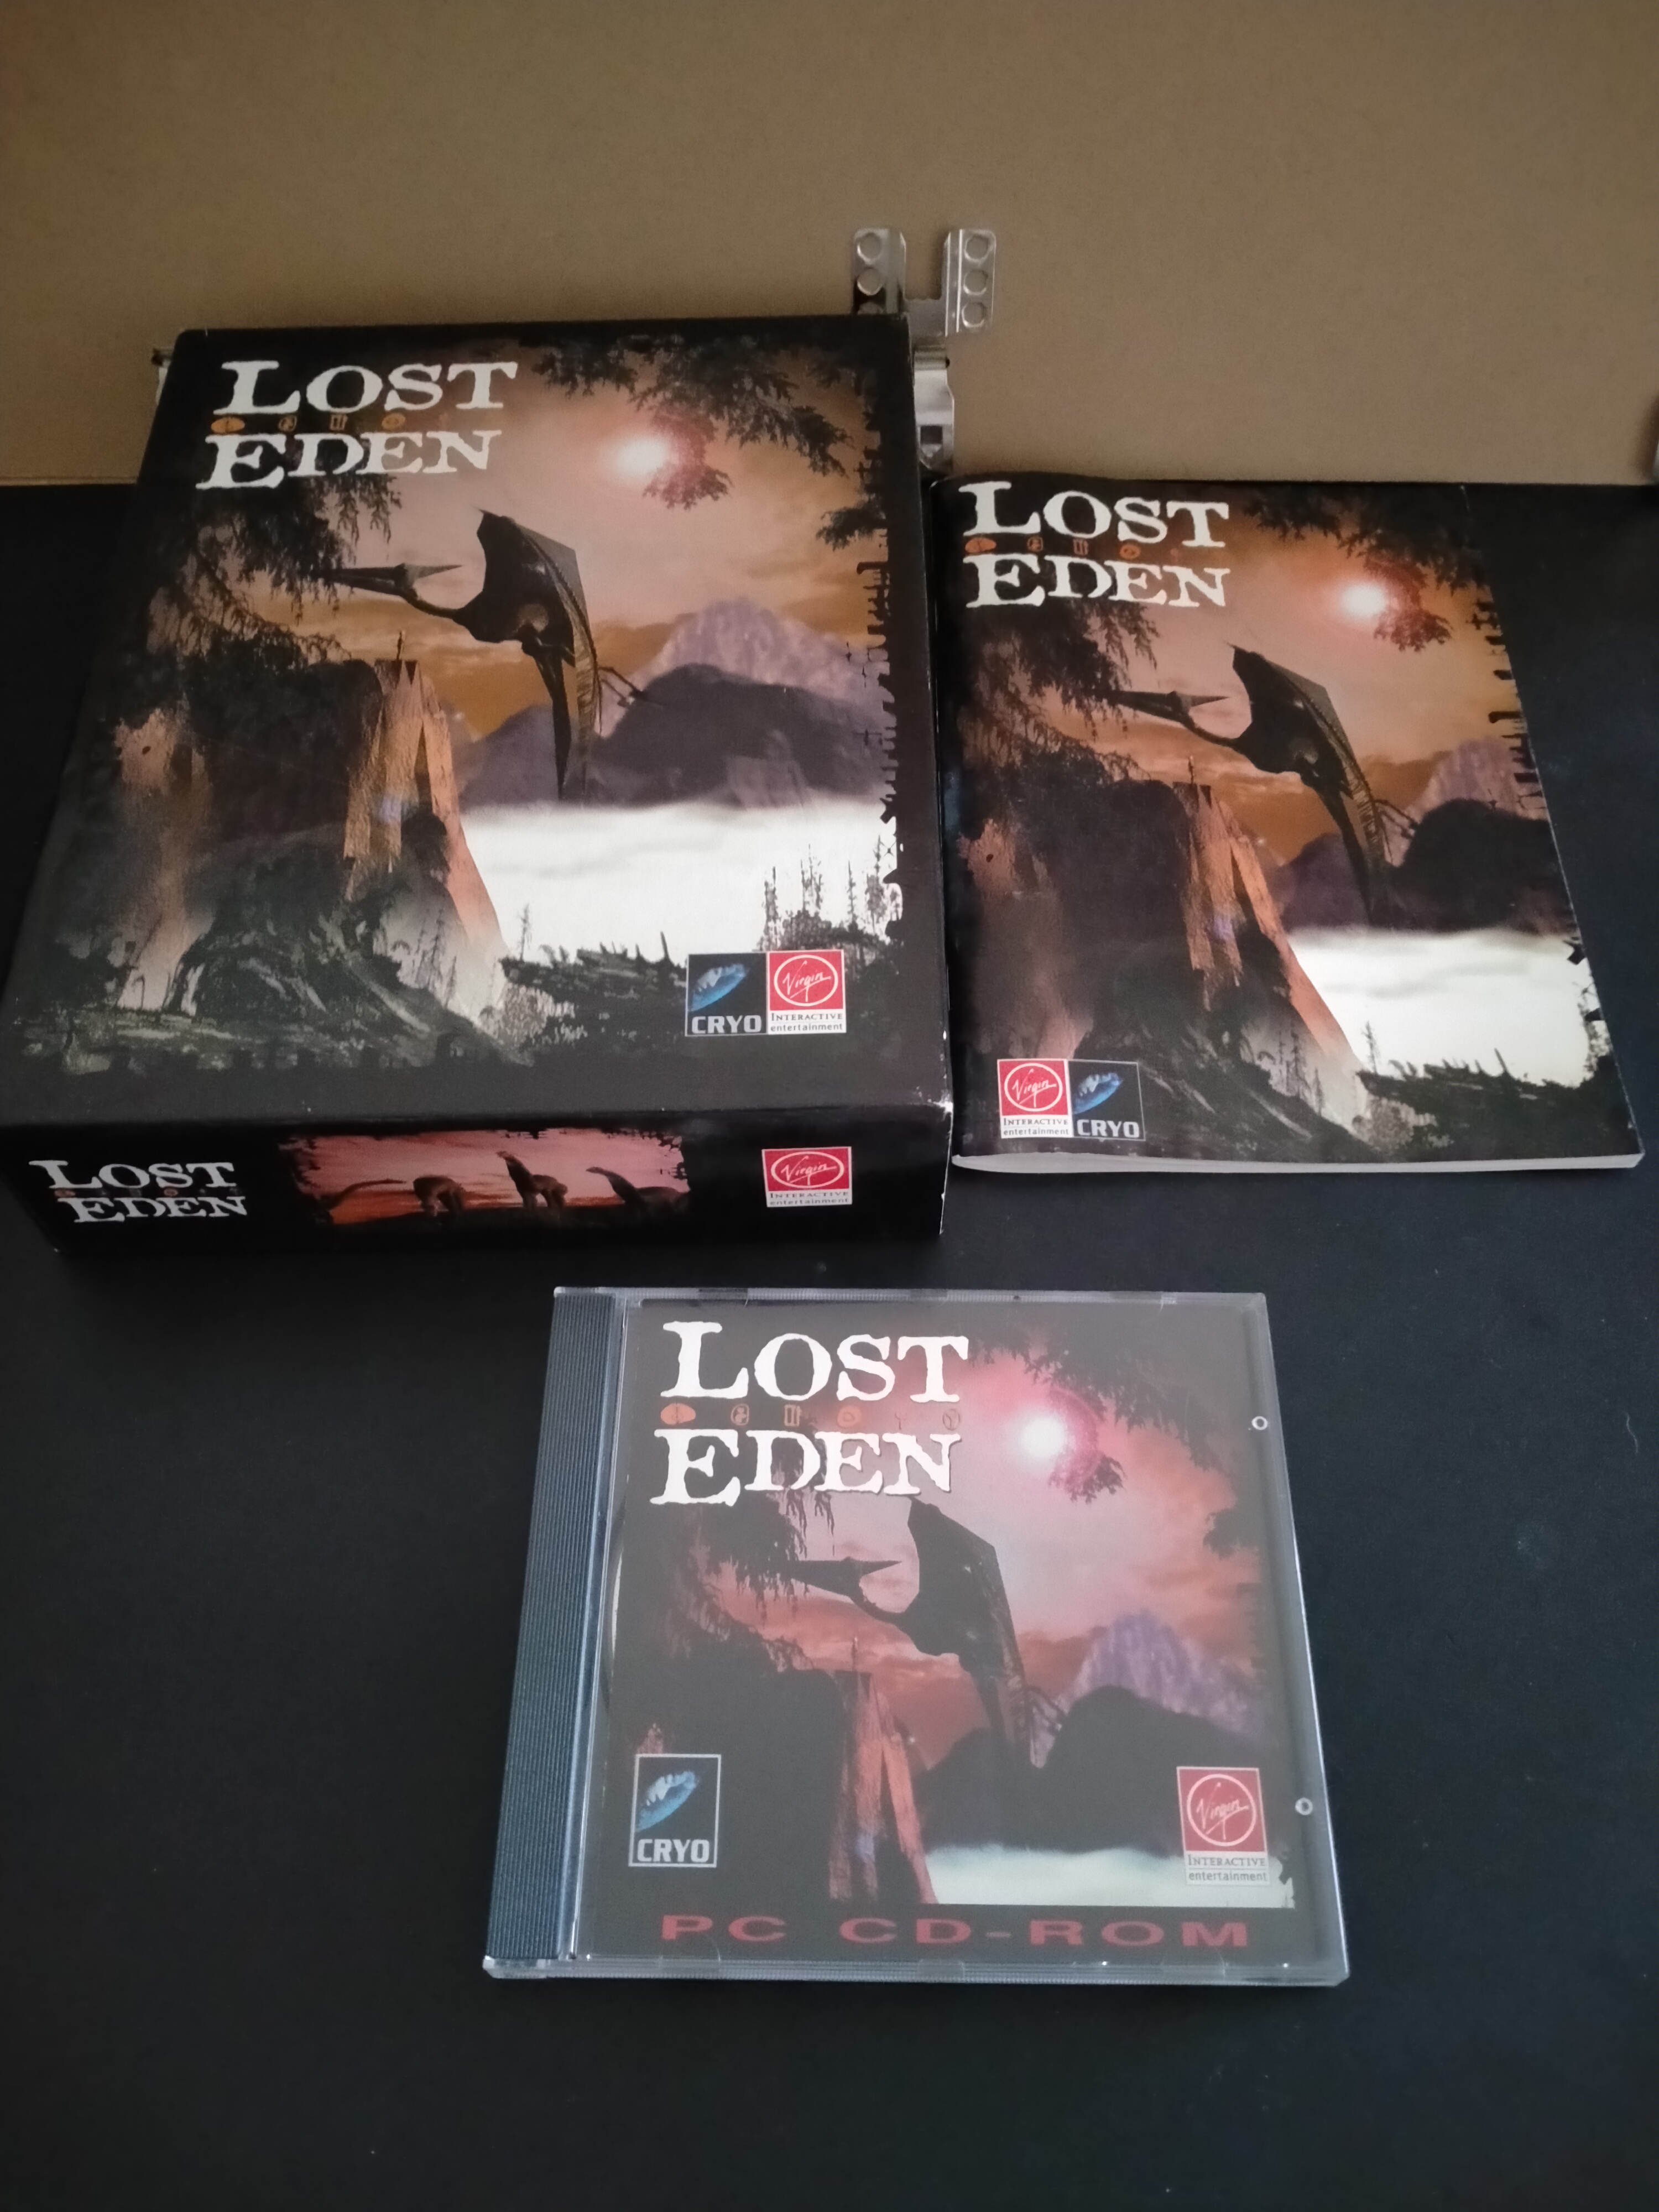 LOST
EDEN
CRYO
Virgin
INTERACTIVE
entertainment
LOST
EDEN
Virgin
INTERACTIVE
entertainment
LOST
EDEN
Virgin
INTERACTIVE
entertainment
CRYO
LOST
EDEN
CRYO
Virgin
INTERACTIVE
entertainment
PC CD-ROM